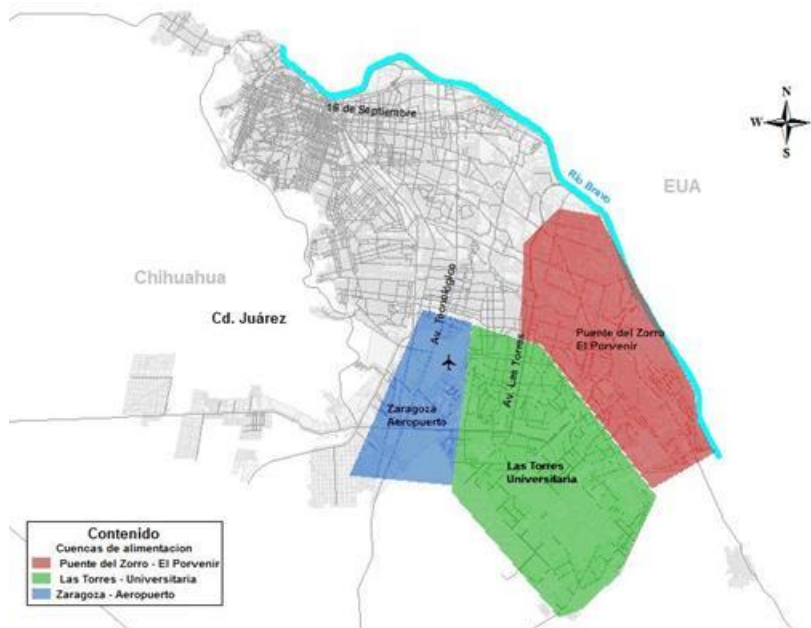 16 de Septiembre
N
W
E
S
Río Bravo
EUA
Chihuahua
Cd. Juárez
Av. Tecnológico
Av. Las Torres
Puente del Zorro
El Porvenir
Zaragoza
Aeropuerto
Las Torres
Universitaria
Contenido
Cuencas de alimentacion
Puente del Zorro - El Porvenir
Las Torres - Universitaria
Zaragoza - Aeropuerto